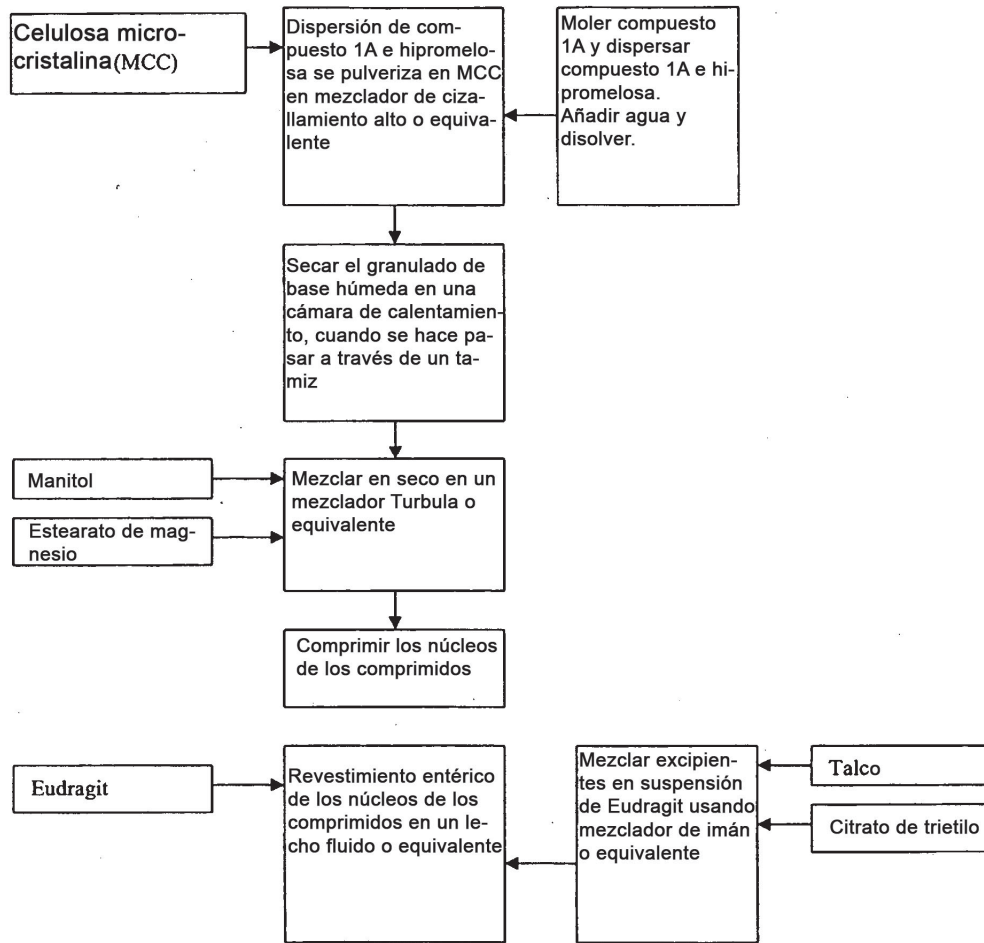 Celulosa micro-
cristalina(MCC)
Dispersión de com-
puesto 1A e hipromelo-
sa se pulveriza en MCC
en mezclador de ciza-
llamiento alto o equiva-
lente
Moler compuesto
1A y dispersar
compuesto 1A e hi-
promelosa.
Añadir agua y
disolver.
Secar el granulado de
base húmeda en una
cámara de calentamien-
to, cuando se hace pa-
sar a través de un ta-
miz
Manitol
Estearato de mag-
nesio
Mezclar en seco en un
mezclador Turbula o
equivalente
Comprimir los núcleos
de los comprimidos
Eudragit
Revestimiento entérico
de los núcleos de los
comprimidos en un le-
cho fluido o equivalente
Mezclar excipien-
tes en suspensión
de Eudragit usando
mezclador de imán
o equivalente
Talco
Citrato de trietilo